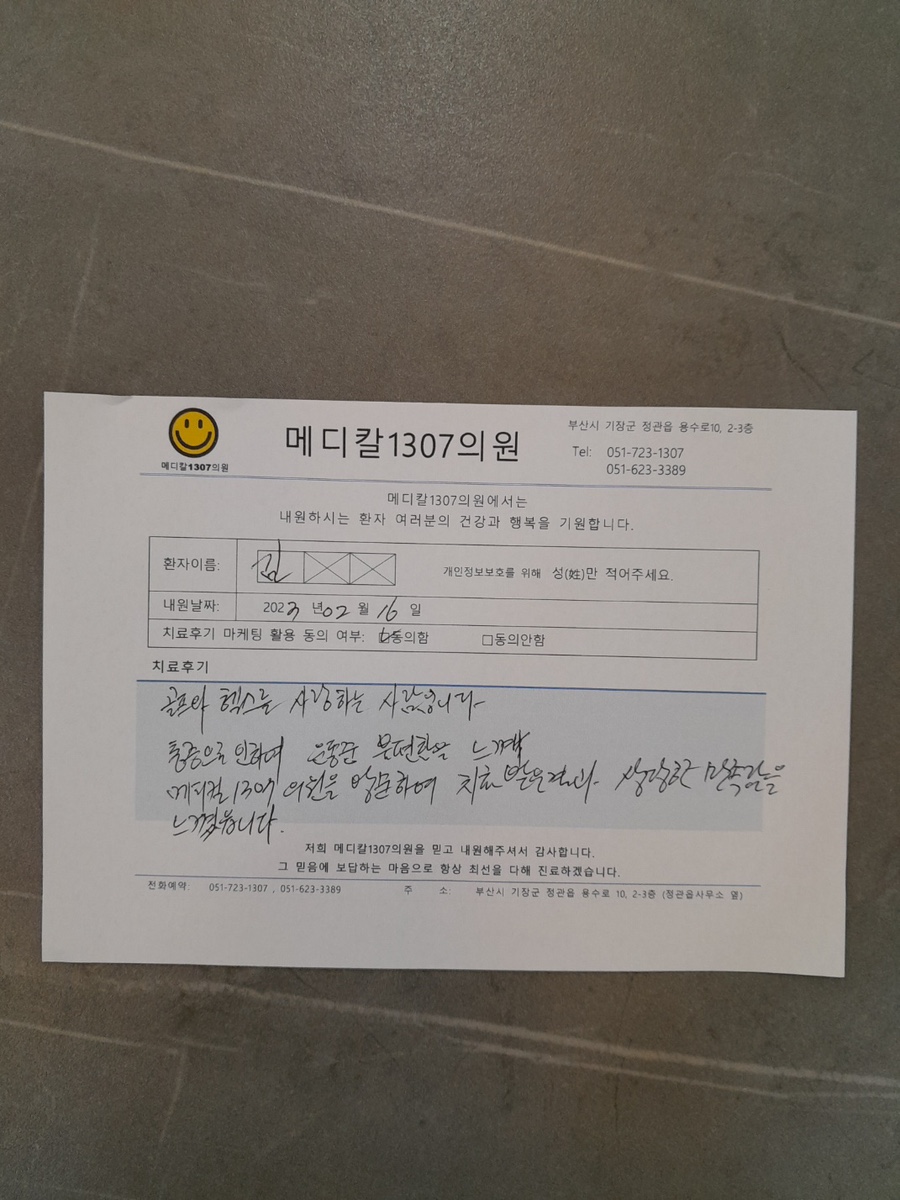 메디칼1307의원
메디칼1307의원
부산시 기장군 정관읍 용수로10, 2-3층
Tel: 051-723-1307
051-623-3389
메디칼1307의원에서는
내원하시는 환자 여러분의 건강과 행복을 기원합니다.
환자이름: 김 개인정보보호를 위해 성(姓)만 적어주세요.
내원날짜: 2023 년 02 월 16 일
치료후기 마케팅 활용 동의 여부: ☑동의함 □동의안함
치료후기
골프와 헬스를 사랑하는 사람입니다
통증으로 인하여 운동중 불편함을 느껴
메디컬1307 의원을 방문하여 치료받은결과 상당한 만족감을
느꼈습니다.
저희 메디칼1307의원을 믿고 내원해주셔서 감사합니다.
그 믿음에 보답하는 마음으로 항상 최선을 다해 진료하겠습니다.
전화예약: 051-723-1307 , 051-623-3389 주 소: 부산시 기장군 정관읍 용수로 10, 2-3층 (정관읍사무소 옆)